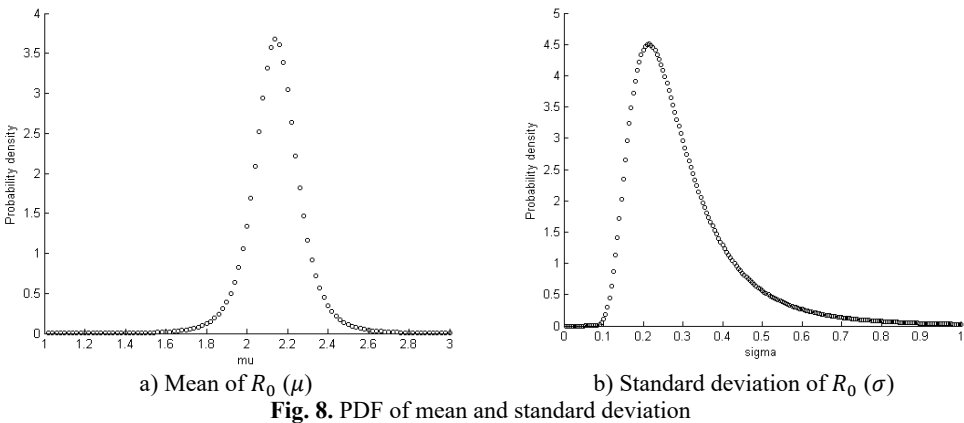 4
3.5
3
2.5
2
1.5
1
0.5
0
Probability density
1 1.2 1.4 1.6 1.8 2 2.2 2.4 2.6 2.8 3
mu
a) Mean of R₀ (μ)
5
4.5
4
3.5
3
2.5
2
1.5
1
0.5
0
Probability density
0 0.1 0.2 0.3 0.4 0.5 0.6 0.7 0.8 0.9 1
sigma
b) Standard deviation of R₀ (σ)
Fig. 8. PDF of mean and standard deviation